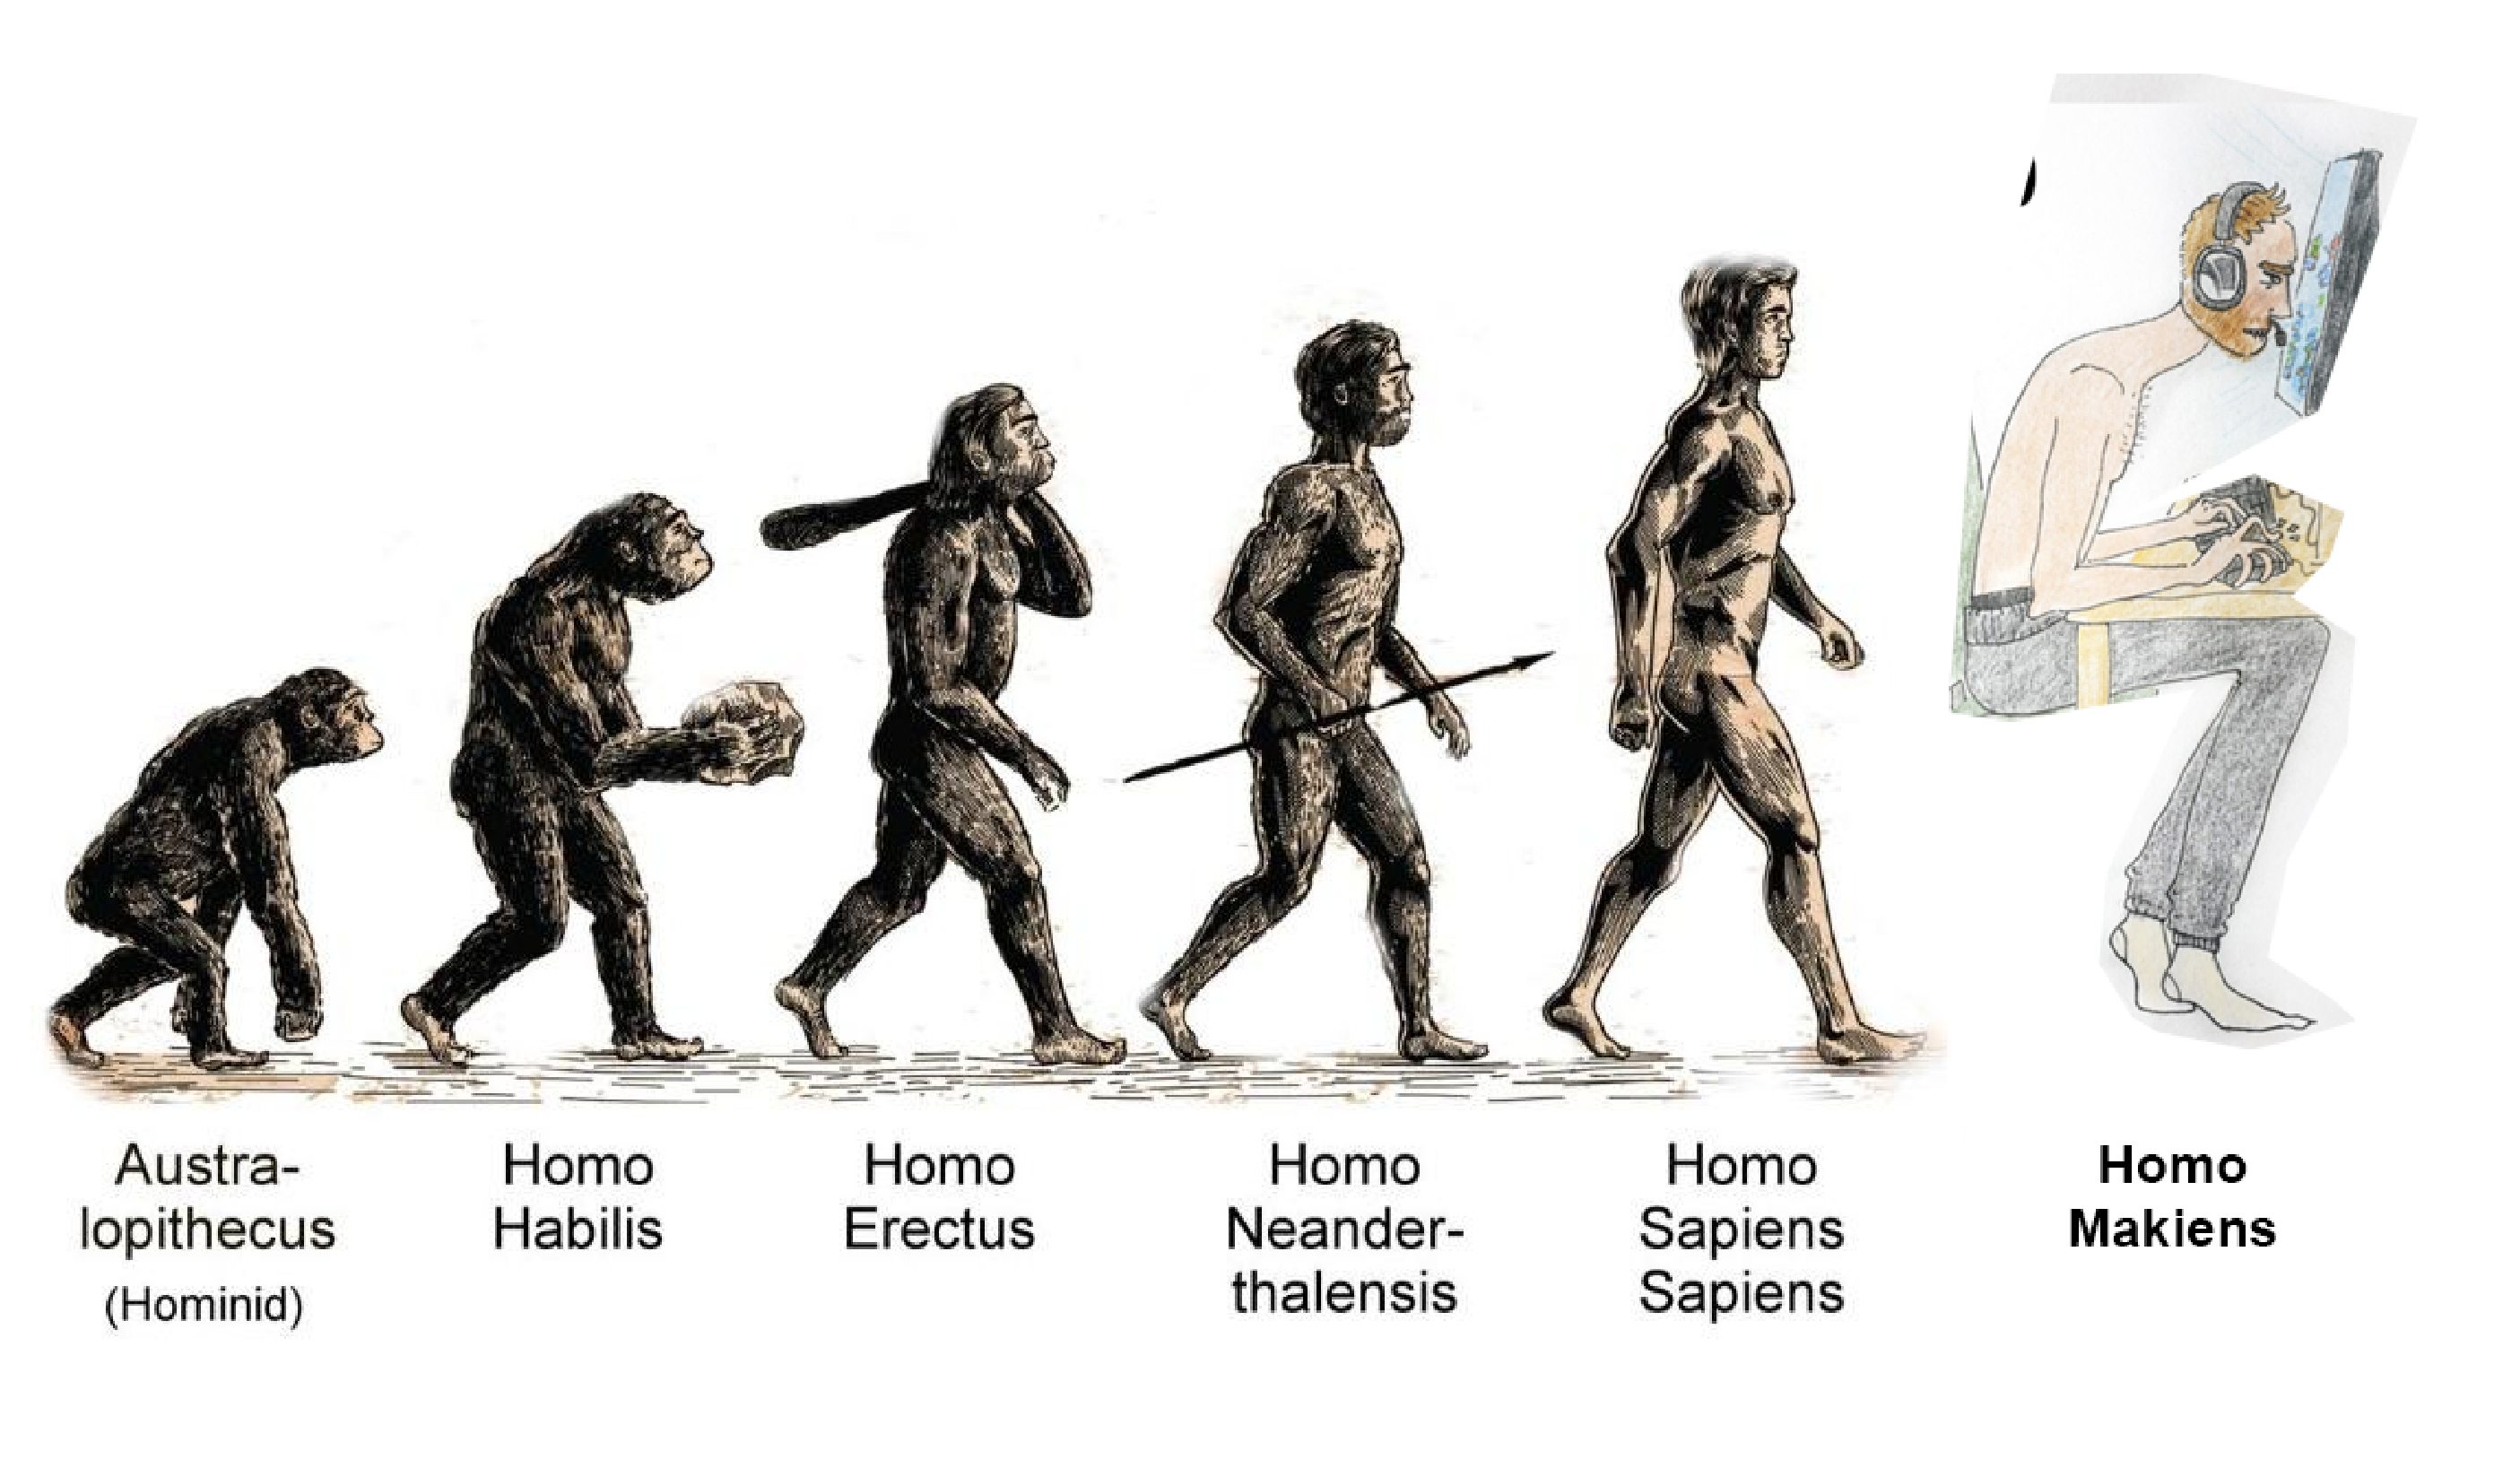 Austra-
lopithecus
(Hominid)
Homo
Habilis
Homo
Erectus
Homo
Neander-
thalensis
Homo
Sapiens
Sapiens
Homo
Makiens